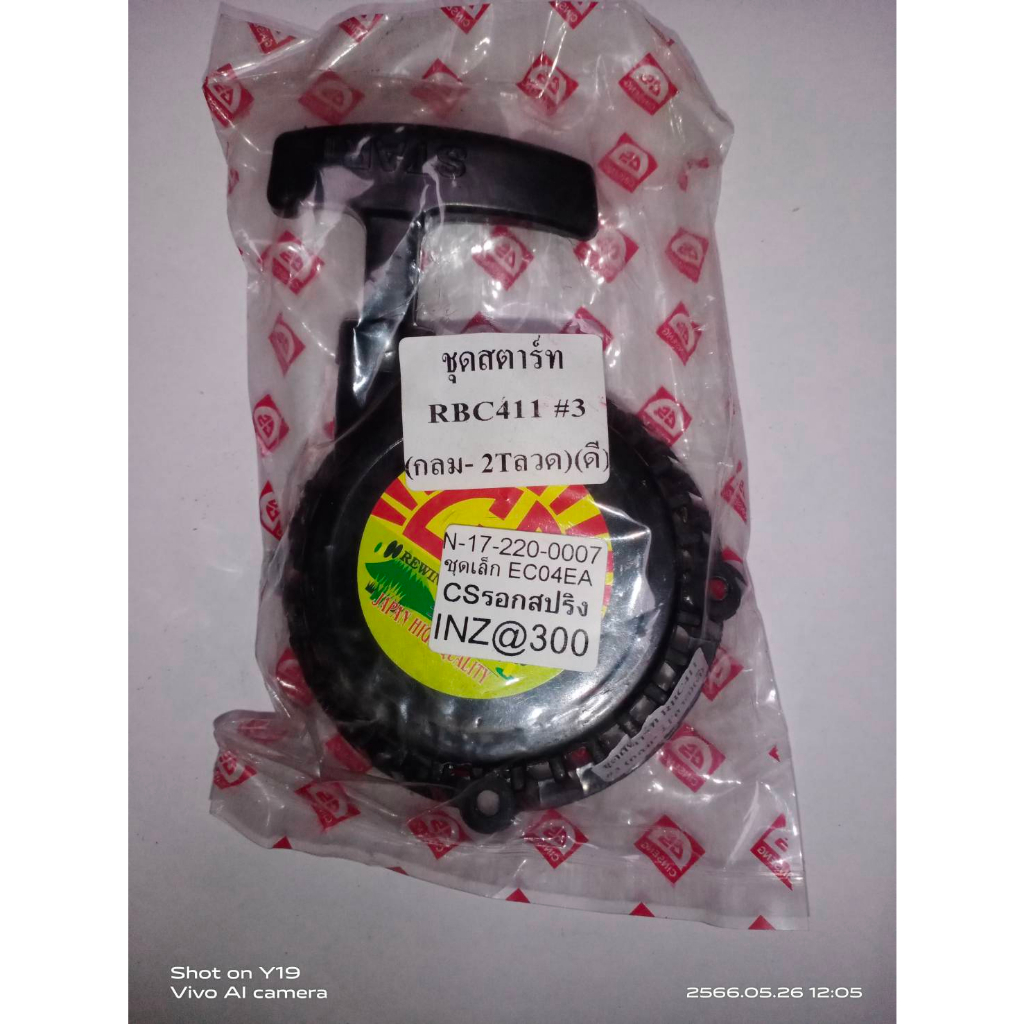 START
ชุดสตาร์ท
RBC411 #3
(กลม- 2Tลวด)(ดี)
N-17-220-0007
ชุดเล็ก EC04EA
CSรอกสปริง
INZ@300
JAPAN
QUALITY
CINSENG
Shot on Y19
Vivo AI camera
2566.05.26 12:05